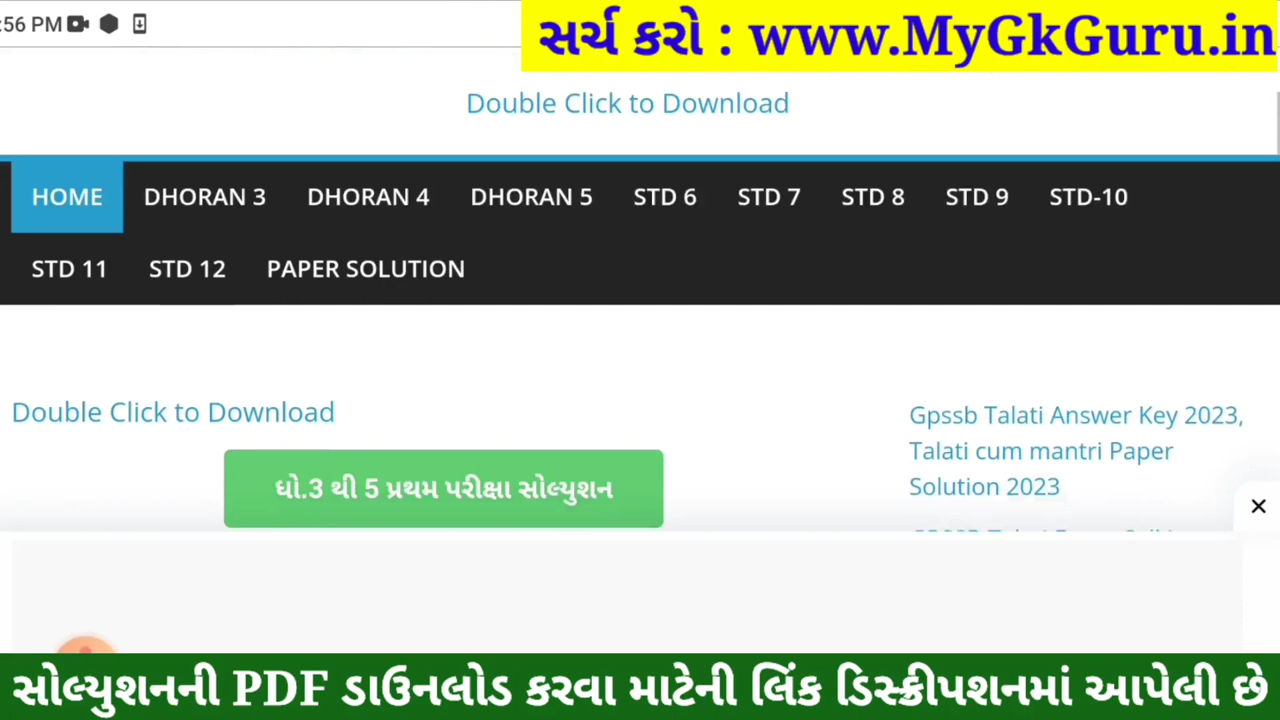 :56 PM
સર્ચ કરો : www.MyGkGuru.in
Double Click to Download
HOME DHORAN 3 DHORAN 4 DHORAN 5 STD 6 STD 7 STD 8 STD 9 STD-10
STD 11 STD 12 PAPER SOLUTION
Double Click to Download
ધો.3 થી 5 પ્રથમ પરીક્ષા સોલ્યુશન
Gpssb Talati Answer Key 2023,
Talati cum mantri Paper
Solution 2023
સોલ્યુશનની PDF ડાઉનલોડ કરવા માટેની લિંક ડિસ્ક્રીપશનમાં આપેલી છે